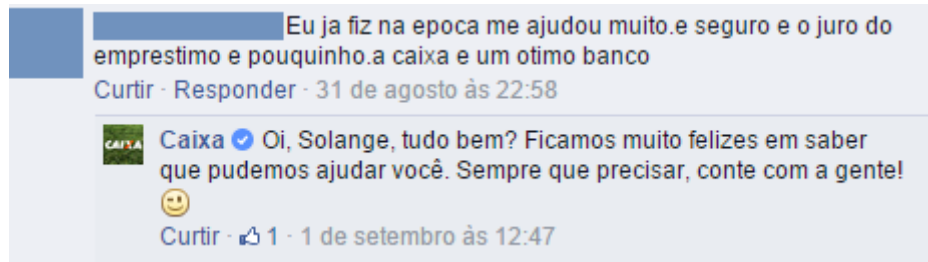 Eu ja fiz na epoca me ajudou muito.e seguro e o juro do
emprestimo e pouquinho.a caixa e um otimo banco
Curtir · Responder · 31 de agosto às 22:58
CAIXA
Caixa Oi, Solange, tudo bem? Ficamos muito felizes em saber
que pudemos ajudar você. Sempre que precisar, conte com a gente!
Curtir · 1 · 1 de setembro às 12:47